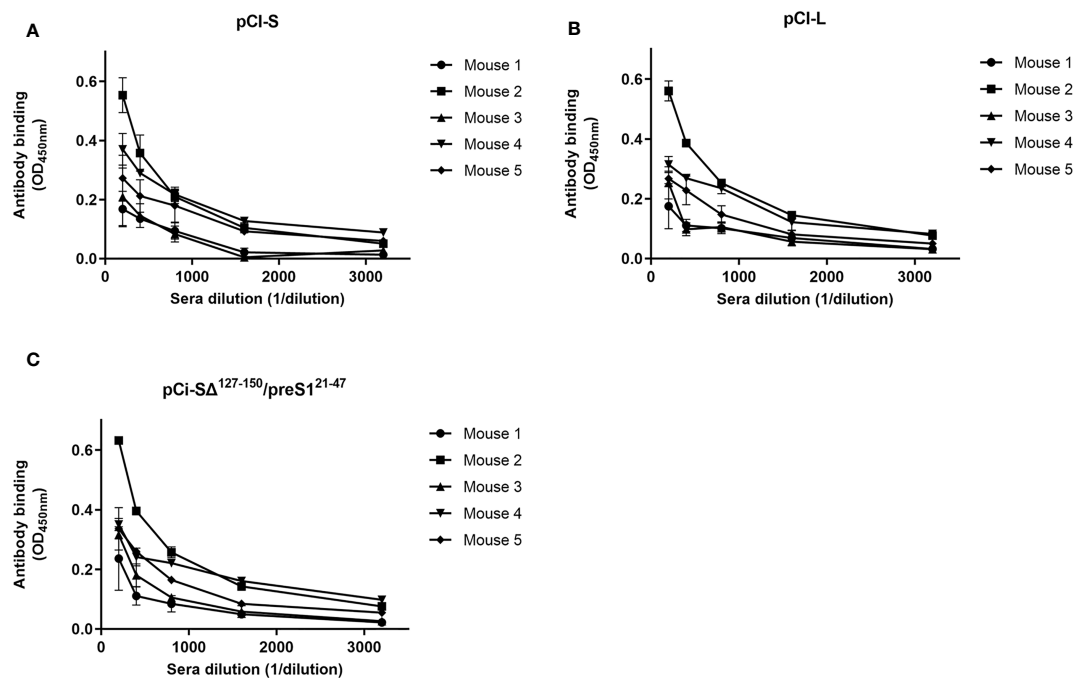 A
pCI-S
Antibody binding
(OD450nm)
0.6
0.4
0.2
0.0
0
1000
2000
3000
Sera dilution (1/dilution)
Mouse 1
Mouse 2
Mouse 3
Mouse 4
Mouse 5
B
pCI-L
Antibody binding
(OD450nm)
0.6
0.4
0.2
0.0
0
1000
2000
3000
Sera dilution (1/dilution)
Mouse 1
Mouse 2
Mouse 3
Mouse 4
Mouse 5
C
pCi-SΔ127-150/preS121-47
Antibody binding
(OD450nm)
0.6
0.4
0.2
0.0
0
1000
2000
3000
Sera dilution (1/dilution)
Mouse 1
Mouse 2
Mouse 3
Mouse 4
Mouse 5